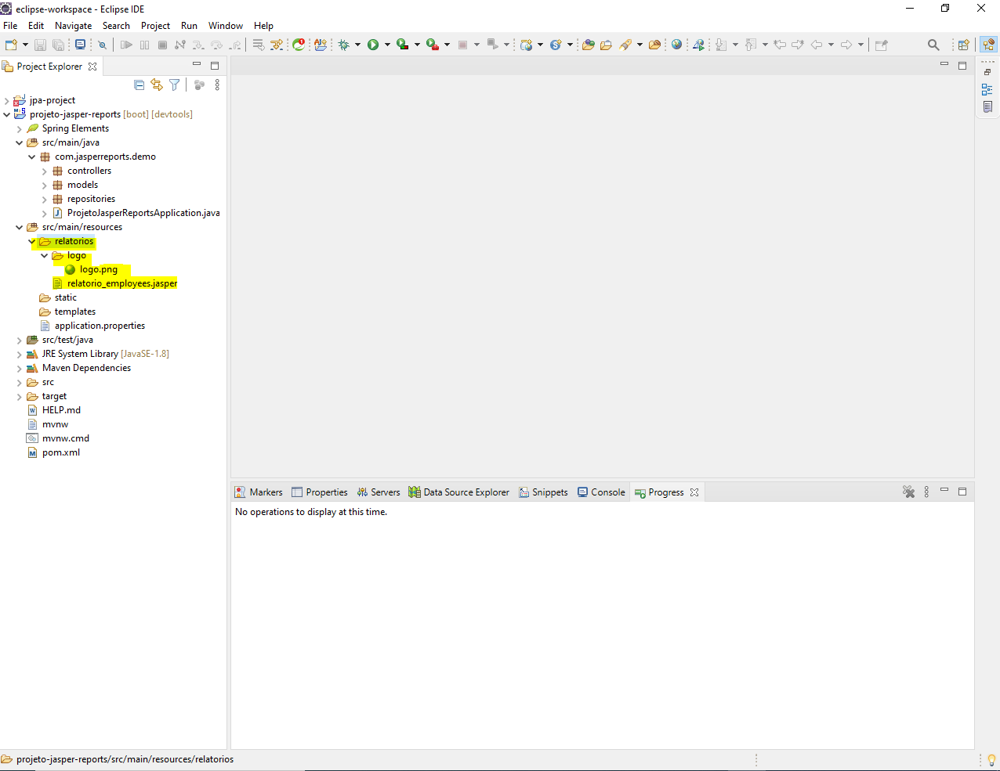 eclipse-workspace - Eclipse IDE
File Edit Navigate Search Project Run Window Help
Project Explorer
jpa-project
projeto-jasper-reports [boot] [devtools]
Spring Elements
src/main/java
com.jasperreports.demo
controllers
models
repositories
ProjetoJasperReportsApplication.java
src/main/resources
relatorios
logo
logo.png
relatorio_employees.jasper
static
templates
application.properties
src/test/java
JRE System Library [JavaSE-1.8]
Maven Dependencies
src
target
HELP.md
mvnw
mvnw.cmd
pom.xml
Markers Properties Servers Data Source Explorer Snippets Console Progress
No operations to display at this time.
projeto-jasper-reports/src/main/resources/relatorios